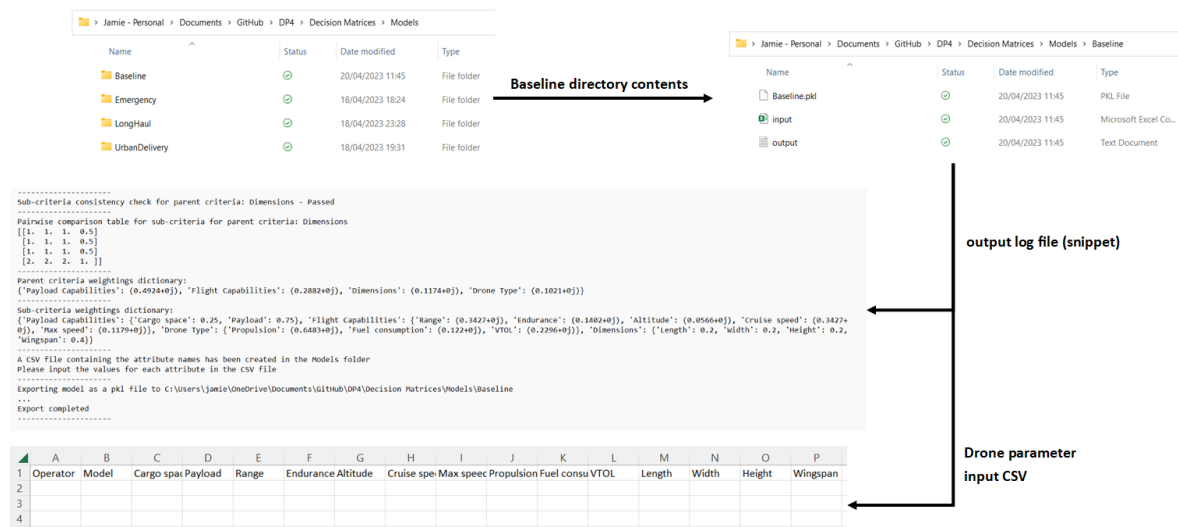 > Jamie - Personal > Documents > GitHub > DP4 > Decision Matrices > Models
Name Status Date modified Type
Baseline 20/04/2023 11:45 File folder
Emergency 18/04/2023 18:24 File folder
LongHaul 18/04/2023 23:28 File folder
UrbanDelivery 18/04/2023 19:31 File folder
Baseline directory contents
> Jamie - Personal > Documents > GitHub > DP4 > Decision Matrices > Models > Baseline
Name Status Date modified Type
Baseline.pkl 20/04/2023 11:45 PKL File
input 20/04/2023 11:45 Microsoft Excel Co...
output 20/04/2023 11:45 Text Document
output log file (snippet)
---------------------
Sub-criteria consistency check for parent criteria: Dimensions - Passed
---------------------
Pairwise comparison table for sub-criteria for parent criteria: Dimensions
[[1. 1. 1. 0.5]
[1. 1. 1. 0.5]
[1. 1. 1. 0.5]
[2. 2. 2. 1. ]]
---------------------
Parent criteria weightings dictionary:
{'Payload Capabilities': (0.4924+0j), 'Flight Capabilities': (0.2882+0j), 'Dimensions': (0.1174+0j), 'Drone Type': (0.1021+0j)}
---------------------
Sub-criteria weightings dictionary:
{'Payload Capabilities': {'Cargo space': 0.25, 'Payload': 0.75}, 'Flight Capabilities': {'Range': (0.3427+0j), 'Endurance': (0.1402+0j), 'Altitude': (0.0566+0j), 'Cruise speed': (0.3427+
0j), 'Max speed': (0.1179+0j)}, 'Drone Type': {'Propulsion': (0.6483+0j), 'Fuel consumption': (0.122+0j), 'VTOL': (0.2296+0j)}, 'Dimensions': {'Length': 0.2, 'Width': 0.2, 'Height': 0.2,
'Wingspan': 0.4}}
---------------------
A CSV file containing the attribute names has been created in the Models folder
Please input the values for each attribute in the CSV file
---------------------
Exporting model as a pkl file to C:\Users\jamie\OneDrive\Documents\GitHub\DP4\Decision Matrices\Models\Baseline
...
Export completed
---------------------
Drone parameter
input CSV
A B C D E F G H I J K L M N O P
1 Operator Model Cargo spac Payload Range Endurance Altitude Cruise spe Max speed Propulsion Fuel consu VTOL Length Width Height Wingspan
2
3
4